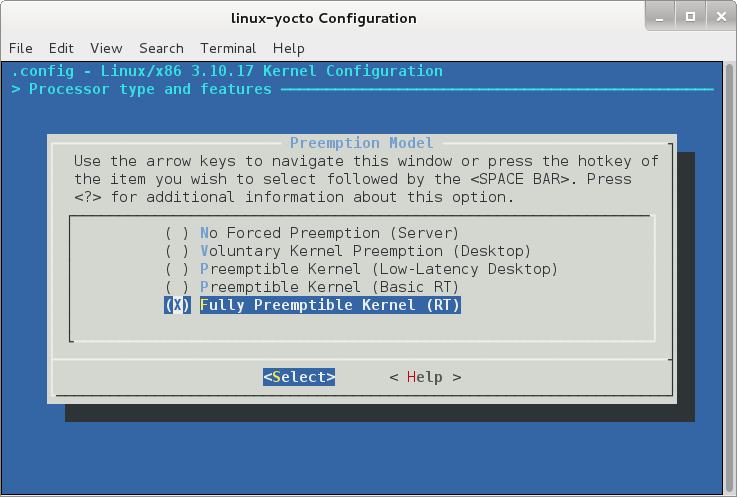 linux-yocto Configuration
File Edit View Search Terminal Help
.config - Linux/x86 3.10.17 Kernel Configuration
> Processor type and features
Preemption Model
Use the arrow keys to navigate this window or press the hotkey of
the item you wish to select followed by the <SPACE BAR>. Press
<?> for additional information about this option.
( ) No Forced Preemption (Server)
( ) Voluntary Kernel Preemption (Desktop)
( ) Preemptible Kernel (Low-Latency Desktop)
( ) Preemptible Kernel (Basic RT)
(X) Fully Preemptible Kernel (RT)
<Select> < Help >